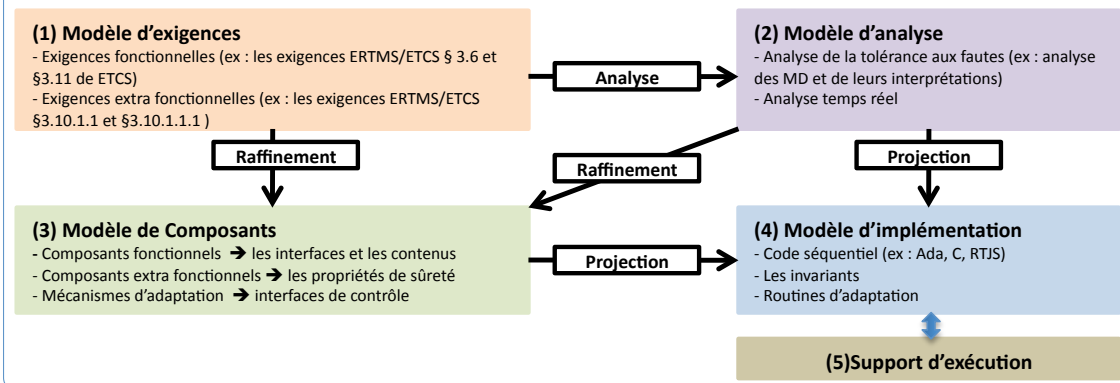 (1) Modèle d'exigences
- Exigences fonctionnelles (ex : les exigences ERTMS/ETCS § 3.6 et
§3.11 de ETCS)
- Exigences extra fonctionnelles (ex : les exigences ERTMS/ETCS
§3.10.1.1 et §3.10.1.1.1 )
Analyse
(2) Modèle d'analyse
- Analyse de la tolérance aux fautes (ex : analyse
des MD et de leurs interprétations)
- Analyse temps réel
Raffinement
Raffinement
Projection
(3) Modèle de Composants
- Composants fonctionnels ➔ les interfaces et les contenus
- Composants extra fonctionnels ➔ les propriétés de sûreté
- Mécanismes d'adaptation ➔ interfaces de contrôle
Projection
(4) Modèle d'implémentation
- Code séquentiel (ex : Ada, C, RTJS)
- Les invariants
- Routines d'adaptation
(5)Support d'exécution